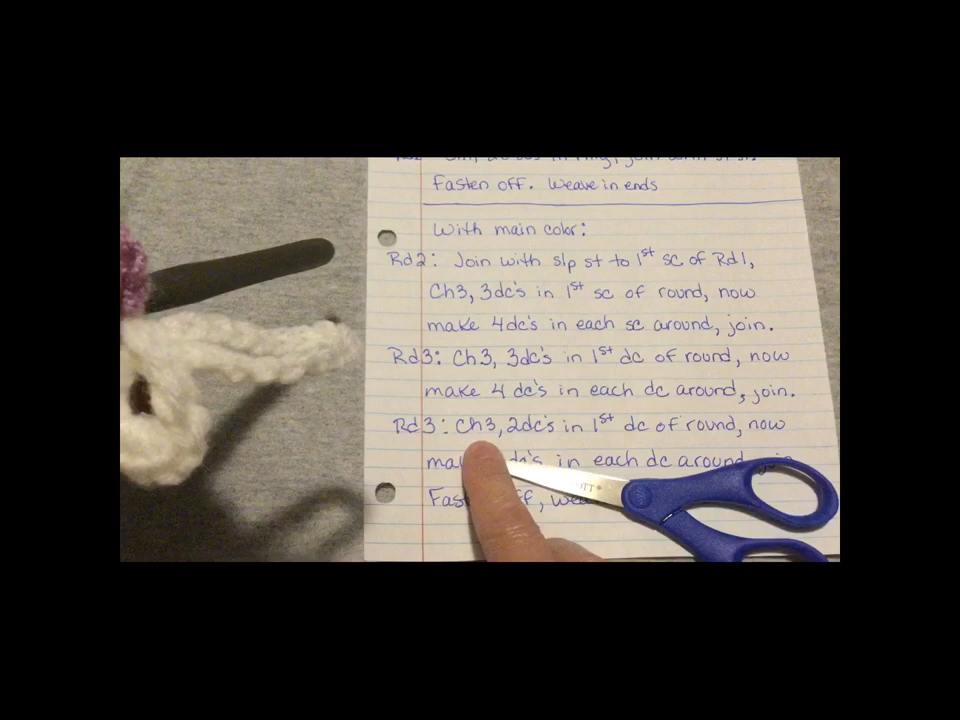 Fasten off. Weave in ends
With main color:
Rd2: Join with slp st to 1st sc of Rd1,
Ch3, 3dc's in 1st sc of round, now
make 4dc's in each sc around, join.
Rd3: Ch3, 3dc's in 1st dc of round, now
make 4 dc's in each dc around, join.
Rd3: Ch3, 2dc's in 1st dc of round, now
in each dc around